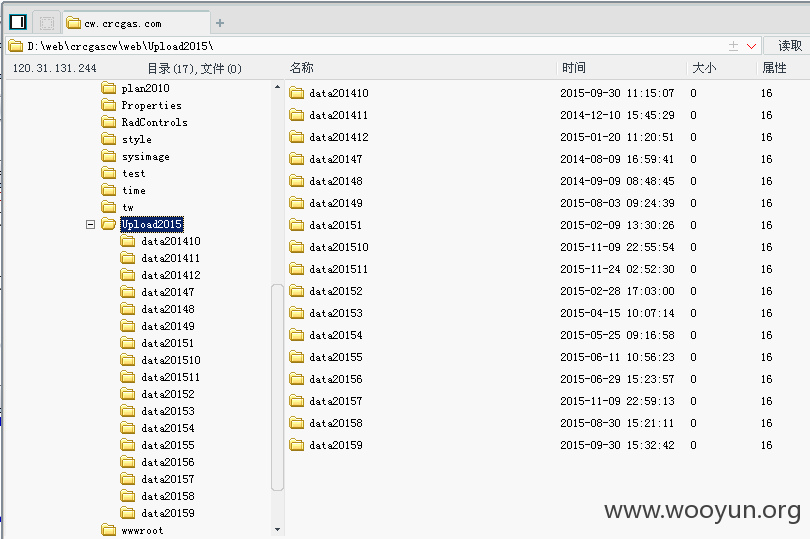 cw.crcgas.com
D:\web\crcgascw\web\Upload2015\ 读取
120.31.131.244 目录(17),文件(0) 名称 时间 大小 属性
plan2010
Properties
RadControls
style
sysimage
test
time
tw
Upload2015
data201410
data201411
data201412
data20147
data20148
data20149
data20151
data201510
data201511
data20152
data20153
data20154
data20155
data20156
data20157
data20158
data20159
wwwroot
data201410 2015-09-30 11:15:07 0 16
data201411 2014-12-10 15:45:29 0 16
data201412 2015-01-20 11:20:51 0 16
data20147 2014-08-09 16:59:41 0 16
data20148 2014-09-09 08:48:45 0 16
data20149 2015-08-03 09:24:39 0 16
data20151 2015-02-09 13:30:26 0 16
data201510 2015-11-09 22:55:54 0 16
data201511 2015-11-24 02:52:30 0 16
data20152 2015-02-28 17:03:00 0 16
data20153 2015-04-15 10:07:14 0 16
data20154 2015-05-25 09:16:58 0 16
data20155 2015-06-11 10:56:23 0 16
data20156 2015-06-29 15:23:57 0 16
data20157 2015-11-09 22:59:13 0 16
data20158 2015-08-30 15:21:11 0 16
data20159 2015-09-30 15:32:42 0 16
www.wooyun.org